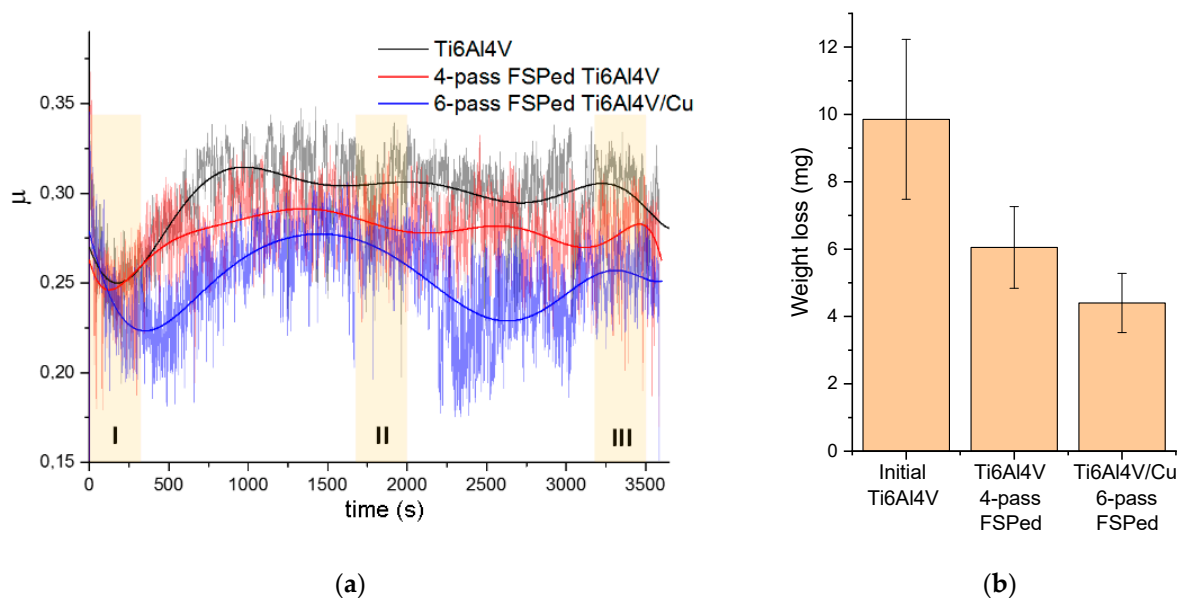 Ti6Al4V
4-pass FSPed Ti6Al4V
6-pass FSPed Ti6Al4V/Cu
0.35
0.30
0.25
0.20
0.15
μ
I
II
III
0 500 1000 1500 2000 2500 3000 3500
time (s)
(a)
12
10
8
6
4
2
0
Weight loss (mg)
Initial Ti6Al4V Ti6Al4V/Cu
Ti6Al4V 4-pass 6-pass
FSPed FSPed
(b)